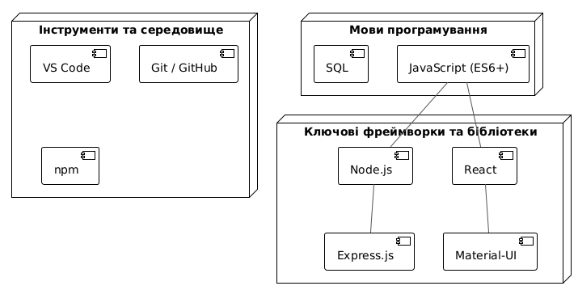 Інструменти та середовище
VS Code
Git / GitHub
npm
Мови програмування
SQL
JavaScript (ES6+)
Ключові фреймворки та бібліотеки
Node.js
React
Express.js
Material-UI